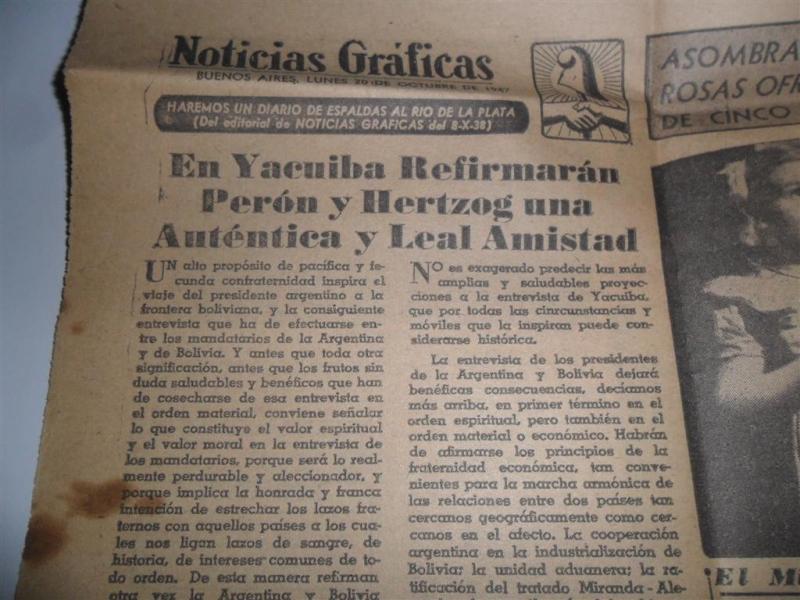 Noticias Gráficas
BUENOS AIRES, LUNES 20 DE OCTUBRE DE 1947
HAREMOS UN DIARIO DE ESPALDAS AL RIO DE LA PLATA
(Del editorial de NOTICIAS GRAFICAS del 8-X-38)
ASOMBRA
ROSAS OFR
DE CINCO
En Yacuiba Refirmarán
Perón y Hertzog una
Auténtica y Leal Amistad
UN alto propósito de pacífica y fe-
cunda confraternidad inspira el
viaje del presidente argentino a la
frontera boliviana, y la consiguiente
entrevista que ha de efectuarse en-
tre los mandatarios de la Argentina
y de Bolivia. Y antes que toda otra
significación, antes que los frutos sin
duda saludables y benéficos que han
de cosecharse de esa entrevista en
el orden material, conviene señalar
lo que constituye el valor espiritual
y el valor moral en la entrevista de
los mandatarios, porque será lo real-
mente perdurable y aleccionador, y
porque implica la honrada y franca
intención de estrechar los lazos fra-
ternos con aquellos países a los cua-
les nos ligan lazos de sangre, de
historia, de intereses comunes de to-
do orden. De esta manera refirman
otra vez la Argentina y Bolivia
NO es exagerado predecir las más
amplias y saludables proyec-
ciones a la entrevista de Yacuiba,
que por todas las cinrcunstancias y
móviles que la inspiran puede con-
siderarse histórica.
La entrevista de los presidentes
de la Argentina y Bolivia dejará
benéficas consecuencias, decíamos
más arriba, en primer término en el
orden espiritual, pero también en el
orden material o económico. Habrán
de afirmarse los principios de la
fraternidad económica, tan conve-
nientes para la marcha armónica de
las relaciones entre dos países tan
cercanos geográficamente como cer-
canos en el afecto. La cooperación
argentina en la industrialización de
Bolivia; la unidad aduanera; la ra-
tificación del tratado Miranda-Ale-
¡El M